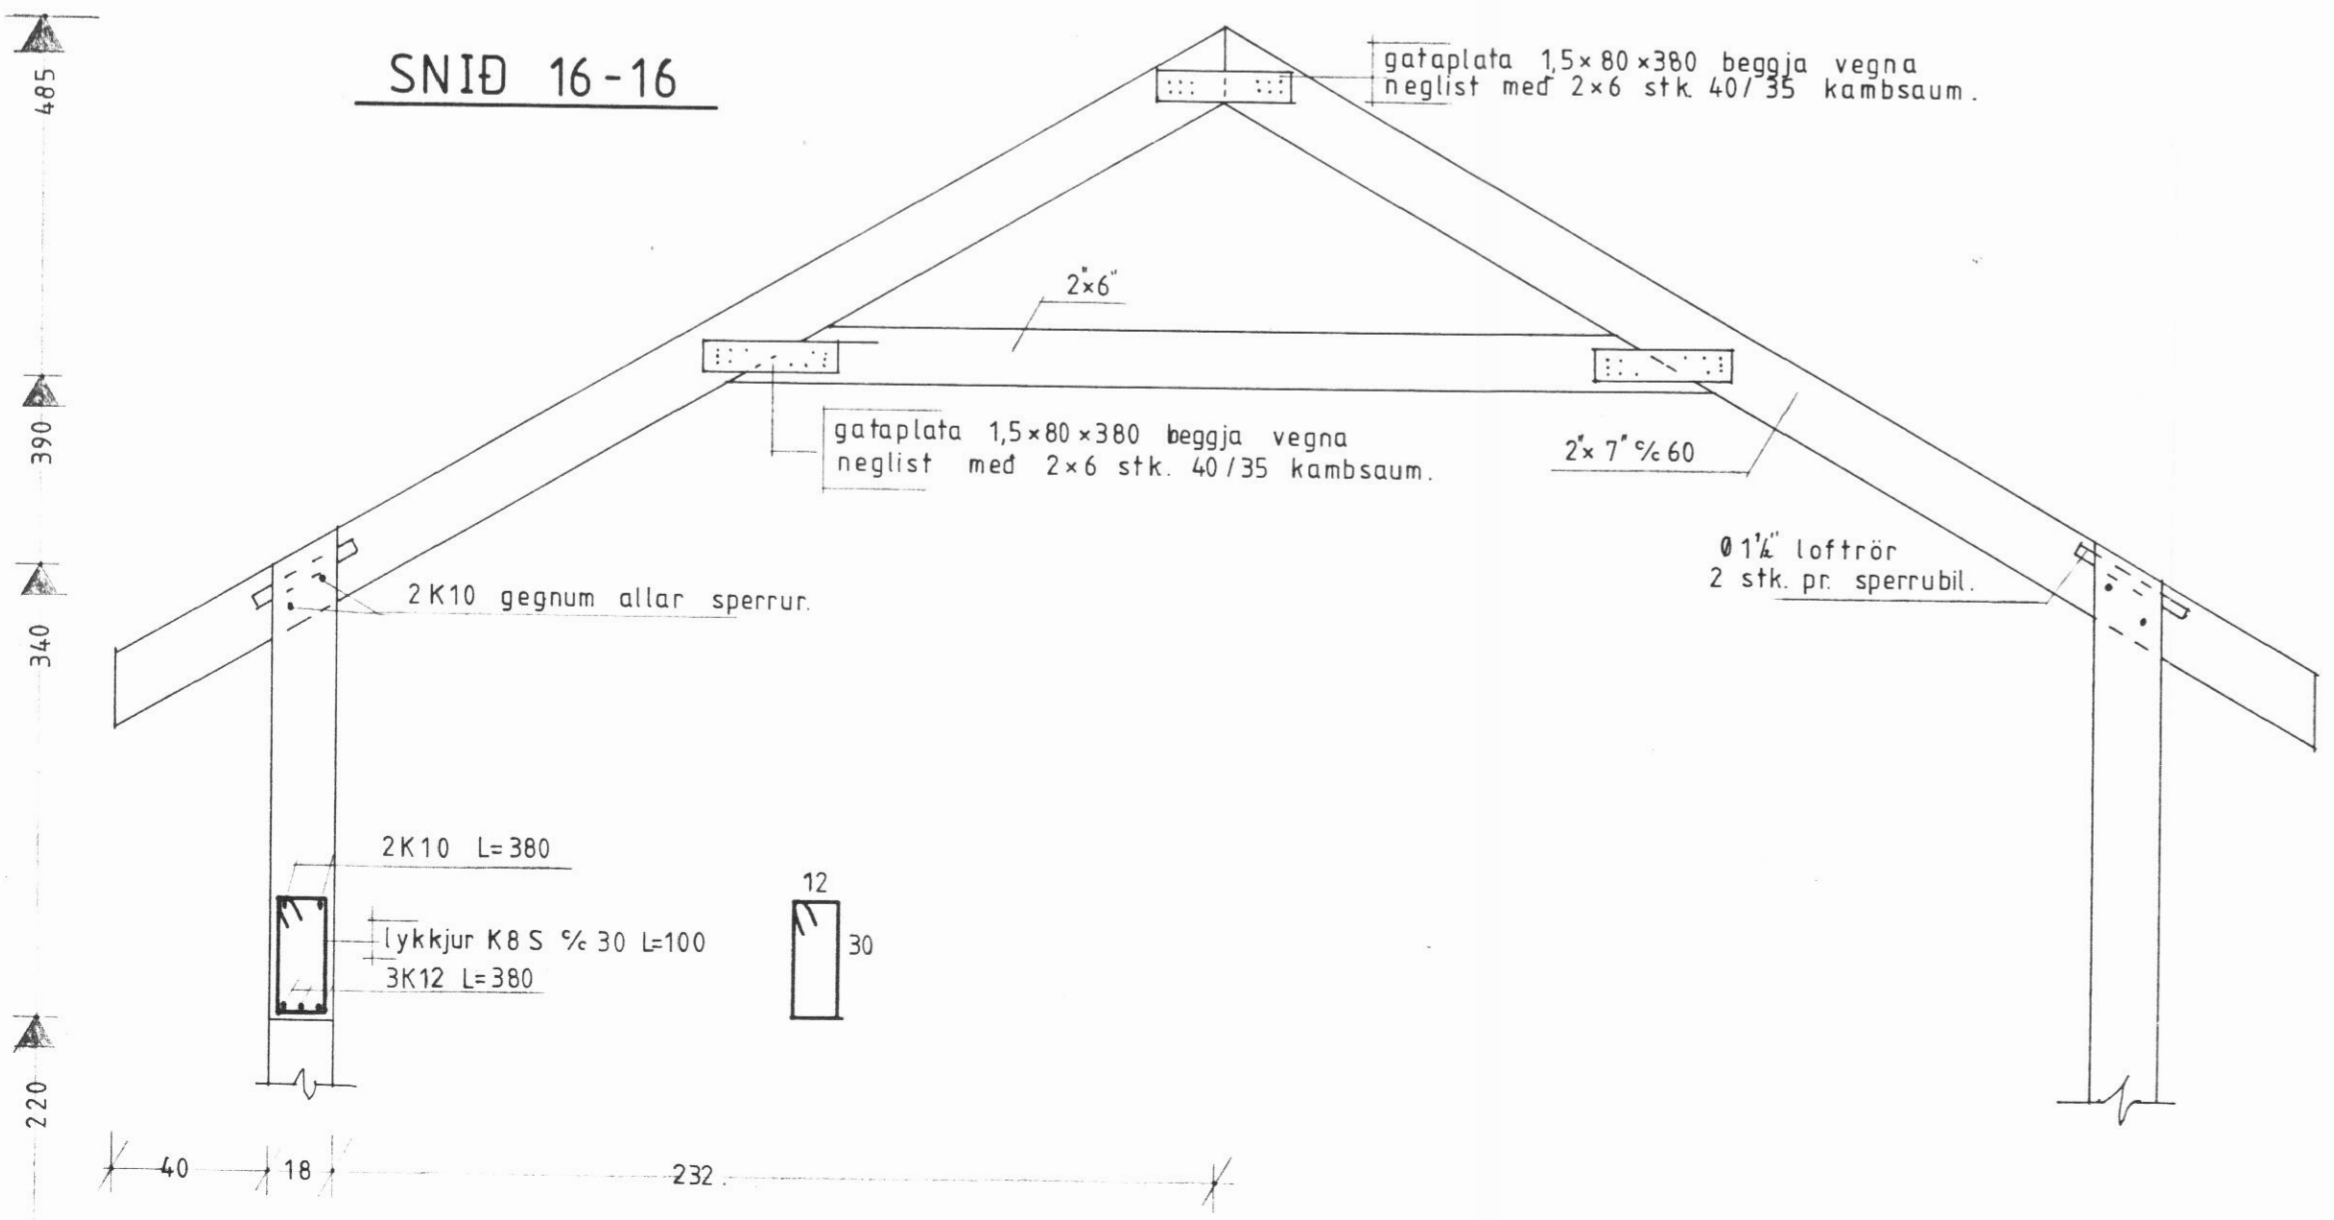 SNIÐ 16-16
gataplata 1,5×80×380 beggja vegna
neglist með 2×6 stk. 40/35 kambsaum.
485
2"×6"
390
gataplata 1,5×80×380 beggja vegna
neglist með 2×6 stk. 40/35 kambsaum.
2"×7" c/c 60
340
2K10 gegnum allar sperrur.
Ø1½" loftrör
2 stk. pr. sperrubil.
2K10 L=380
lykkjur K8 S c/c 30 L=100
3K12 L=380
12
30
220
40
18
232